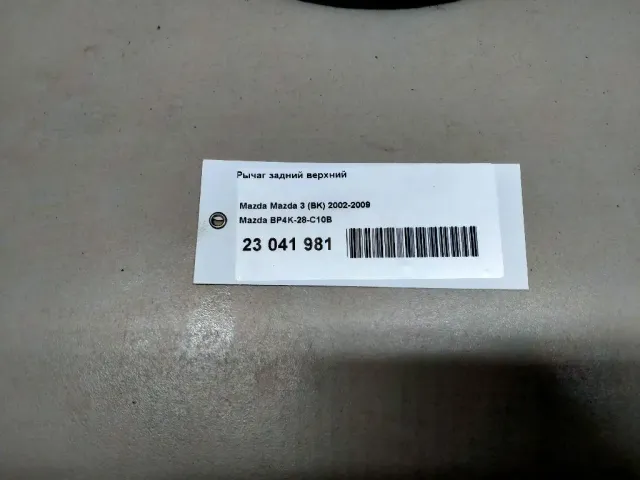 Рычаг задний верхний
Mazda Mazda 3 (BK) 2002-2009
Mazda BP4K-28-C10B
23 041 981